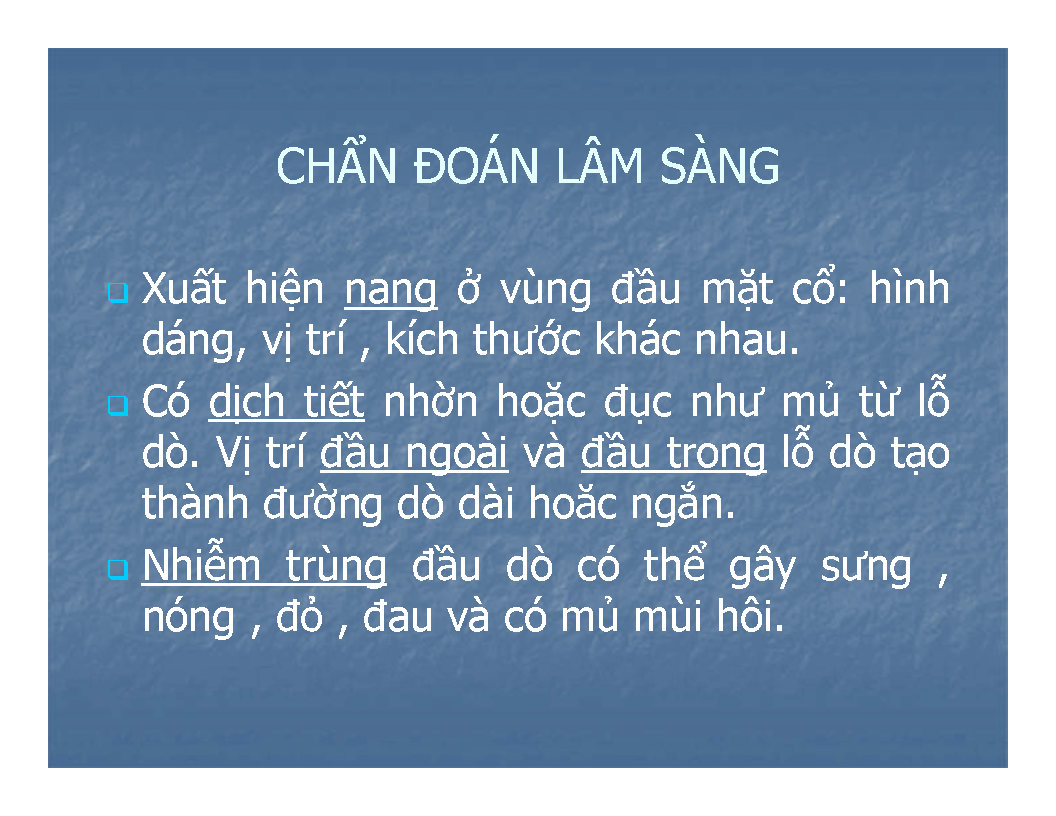 CHẨN ĐOÁN LÂM SÀNG
Xuất hiện nang ở vùng đầu mặt cổ: hình
dáng, vị trí , kích thước khác nhau.
Có dịch tiết nhờn hoặc đục như mủ từ lỗ
dò. Vị trí đầu ngoài và đầu trong lỗ dò tạo
thành đường dò dài hoăc ngắn.
Nhiễm trùng đầu dò có thể gây sưng ,
nóng , đỏ , đau và có mủ mùi hôi.